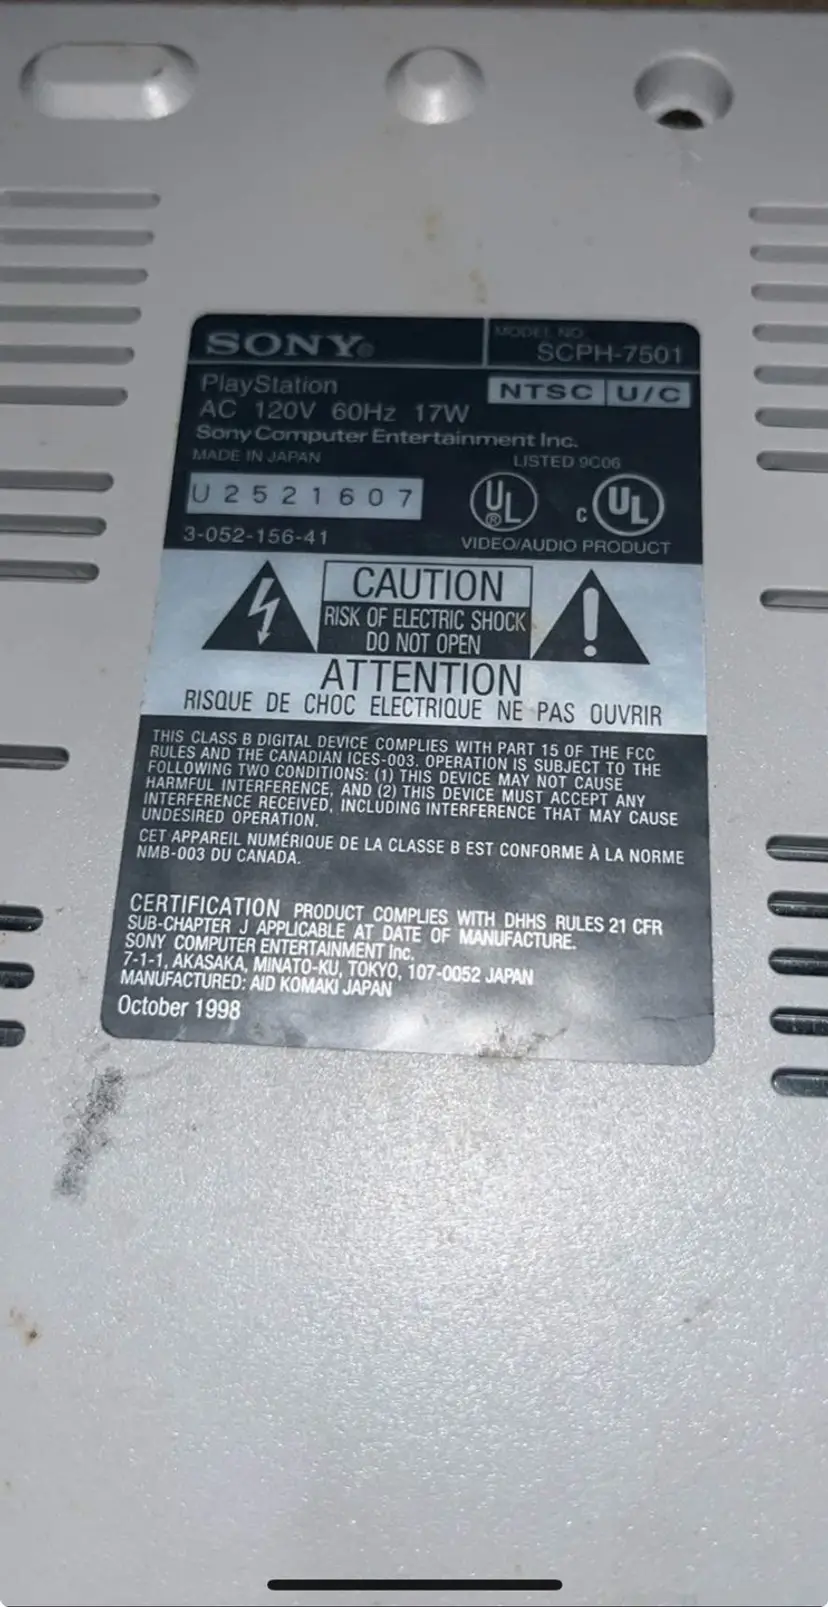 SONY®
MODEL NO.
SCPH-7501
PlayStation
NTSC U/C
AC 120V 60Hz 17W
Sony Computer Entertainment Inc.
MADE IN JAPAN
LISTED 9C06
U2521607
UL ® c UL
3-052-156-41
VIDEO/AUDIO PRODUCT
CAUTION
RISK OF ELECTRIC SHOCK
DO NOT OPEN
ATTENTION
RISQUE DE CHOC ELECTRIQUE NE PAS OUVRIR
THIS CLASS B DIGITAL DEVICE COMPLIES WITH PART 15 OF THE FCC
RULES AND THE CANADIAN ICES-003. OPERATION IS SUBJECT TO THE
FOLLOWING TWO CONDITIONS: (1) THIS DEVICE MAY NOT CAUSE
HARMFUL INTERFERENCE, AND (2) THIS DEVICE MUST ACCEPT ANY
INTERFERENCE RECEIVED, INCLUDING INTERFERENCE THAT MAY CAUSE
UNDESIRED OPERATION.
CET APPAREIL NUMÉRIQUE DE LA CLASSE B EST CONFORME À LA NORME
NMB-003 DU CANADA.
CERTIFICATION PRODUCT COMPLIES WITH DHHS RULES 21 CFR
SUB-CHAPTER J APPLICABLE AT DATE OF MANUFACTURE.
SONY COMPUTER ENTERTAINMENT Inc.
7-1-1, AKASAKA, MINATO-KU, TOKYO, 107-0052 JAPAN
MANUFACTURED: AID KOMAKI JAPAN
October 1998